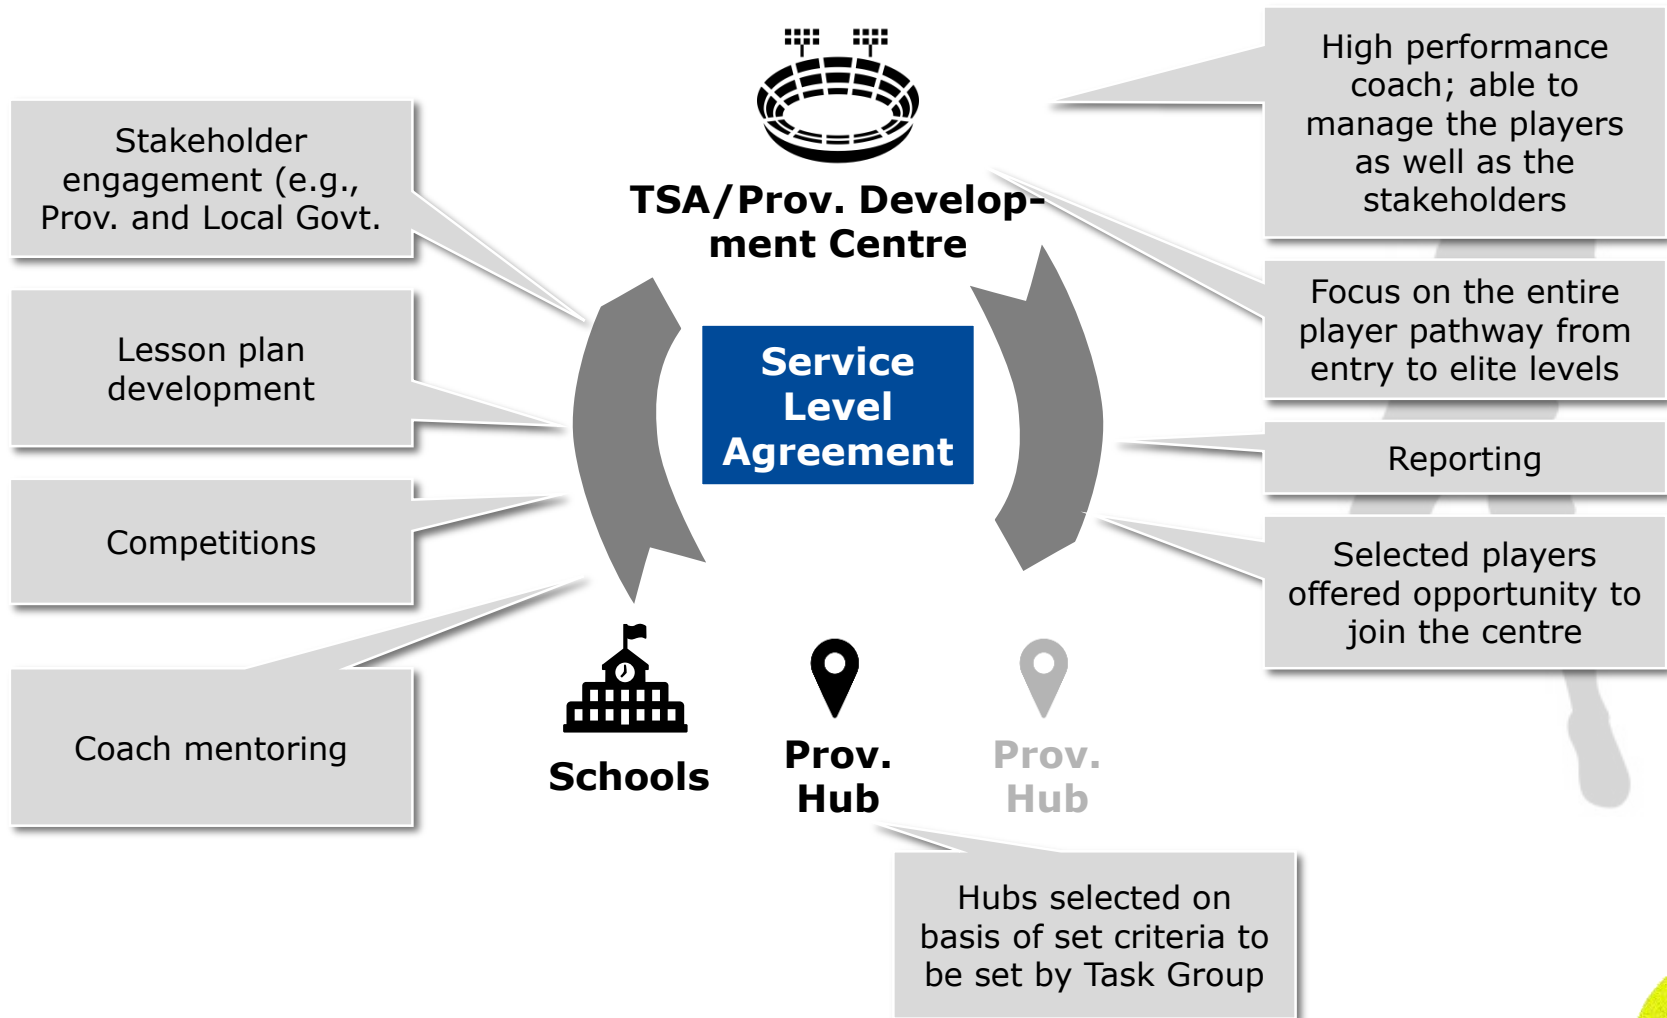 Stakeholder
engagement (e.g.,
Prov. and Local Govt.
Lesson plan
development
Competitions
Coach mentoring
TSA/Prov. Develop-
ment Centre
Service
Level
Agreement
Schools
Prov.
Hub
Prov.
Hub
High performance
coach; able to
manage the players
as well as the
stakeholders
Focus on the entire
player pathway from
entry to elite levels
Reporting
Selected players
offered opportunity to
join the centre
Hubs selected on
basis of set criteria to
be set by Task Group